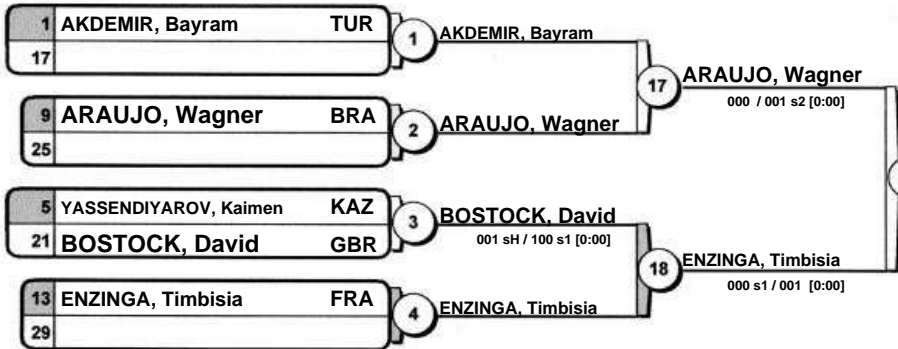 1 AKDEMIR, Bayram TUR
17
1
AKDEMIR, Bayram
9 ARAUJO, Wagner BRA
25
2
ARAUJO, Wagner
17
ARAUJO, Wagner
000 / 001 s2 [0:00]
5 YASSENDIYAROV, Kaimen KAZ
21 BOSTOCK, David GBR
3
BOSTOCK, David
001 sH / 100 s1 [0:00]
13 ENZINGA, Timbisia FRA
29
4
ENZINGA, Timbisia
18
ENZINGA, Timbisia
000 s1 / 001 [0:00]